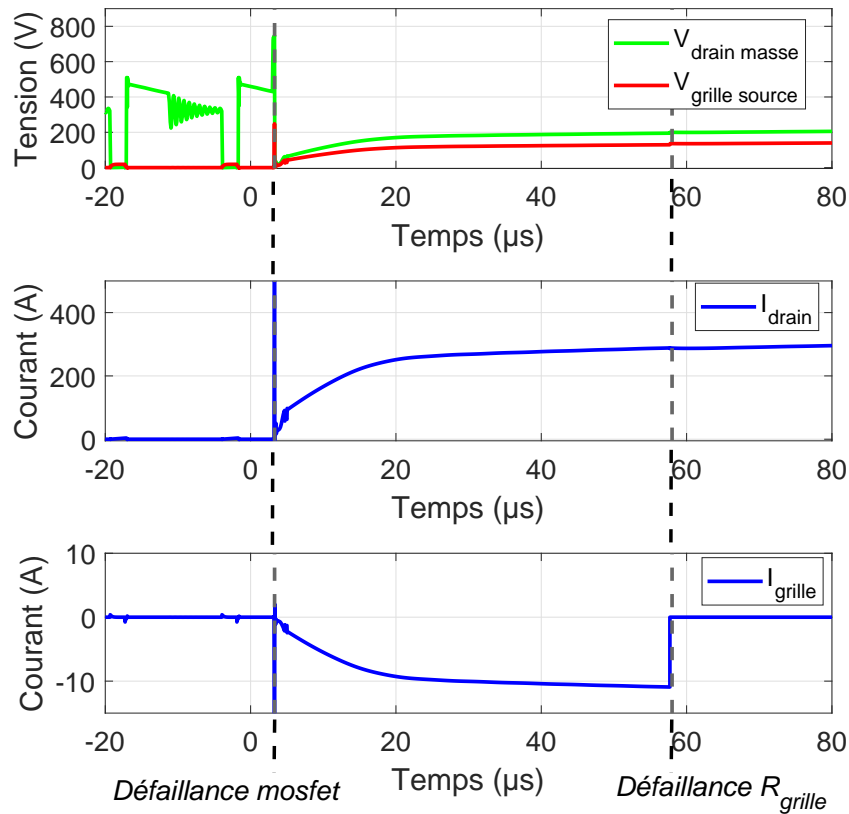 800
600
400
200
0
Tension (V)
V drain masse
V grille source
-20 0 20 40 60 80
Temps (µs)
400
200
0
Courant (A)
I drain
-20 0 20 40 60 80
Temps (µs)
10
0
-10
Courant (A)
I grille
-20 0 20 40 60 80
Temps (µs)
Défaillance mosfet
Défaillance R grille